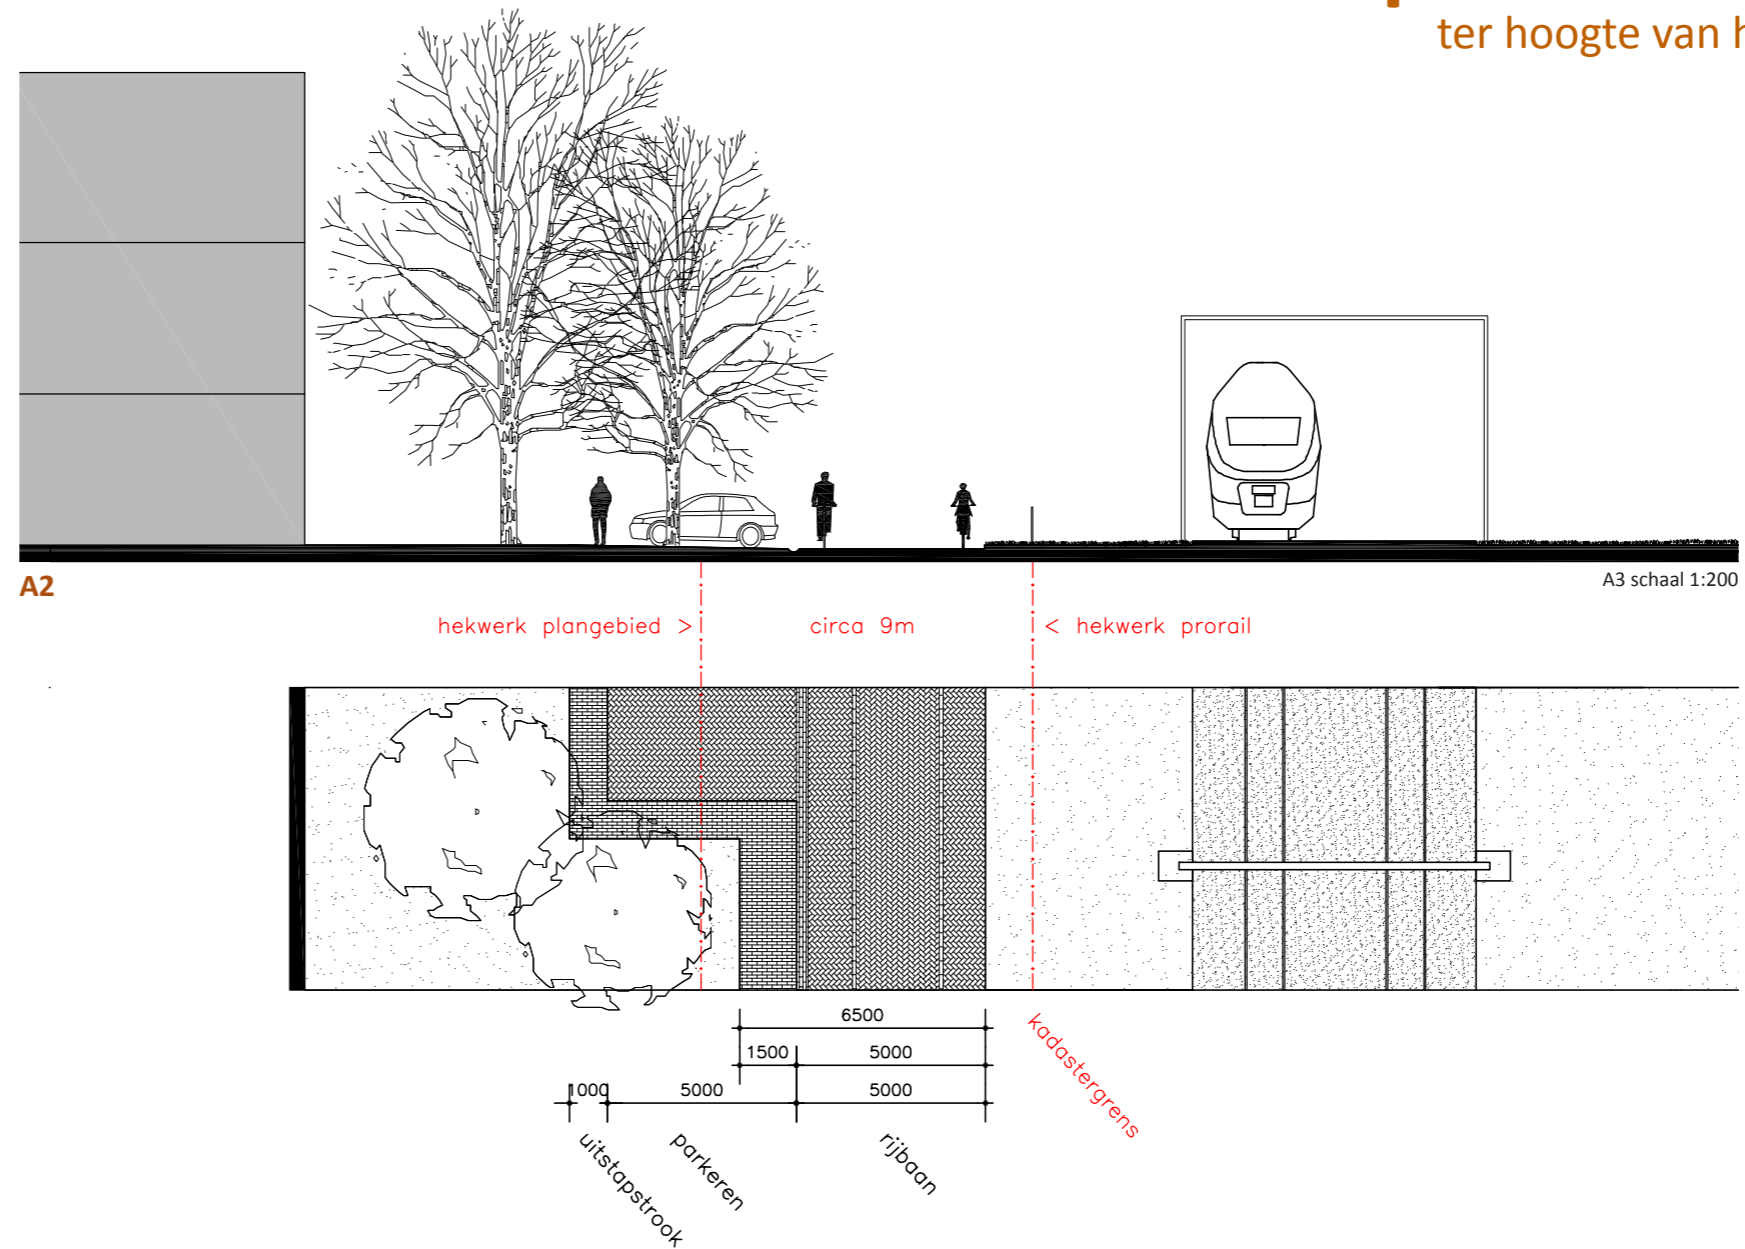 ter hoogte van
A2
A3 schaal 1:200
hekwerk plangebied >
circa 9m
< hekwerk prorail
6500
1500
5000
1000
5000
5000
uitstapstrook
parkeren
rijbaan
kadastergrens